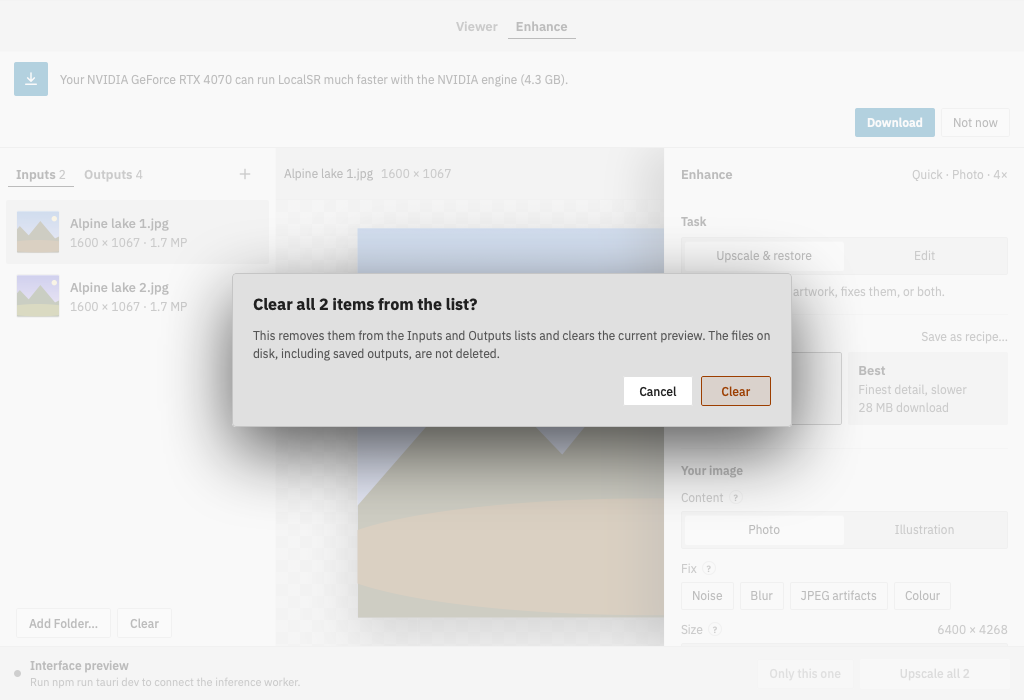 Viewer Enhance
Your NVIDIA GeForce RTX 4070 can run LocalSR much faster with the NVIDIA engine (4.3 GB).
Download Not now
Inputs 2 Outputs 4
Alpine lake 1.jpg 1600 × 1067
Enhance Quick · Photo · 4×
Alpine lake 1.jpg
1600 × 1067 · 1.7 MP
Alpine lake 2.jpg
1600 × 1067 · 1.7 MP
Task
Upscale & restore Edit
artwork, fixes them, or both.
Save as recipe...
Clear all 2 items from the list?
This removes them from the Inputs and Outputs lists and clears the current preview. The files on
disk, including saved outputs, are not deleted.
Cancel Clear
Best
Finest detail, slower
28 MB download
Your image
Content ?
Photo Illustration
Fix ?
Noise Blur JPEG artifacts Colour
Size ? 6400 × 4268
Add Folder... Clear
Interface preview
Run npm run tauri dev to connect the inference worker.
Only this one Upscale all 2